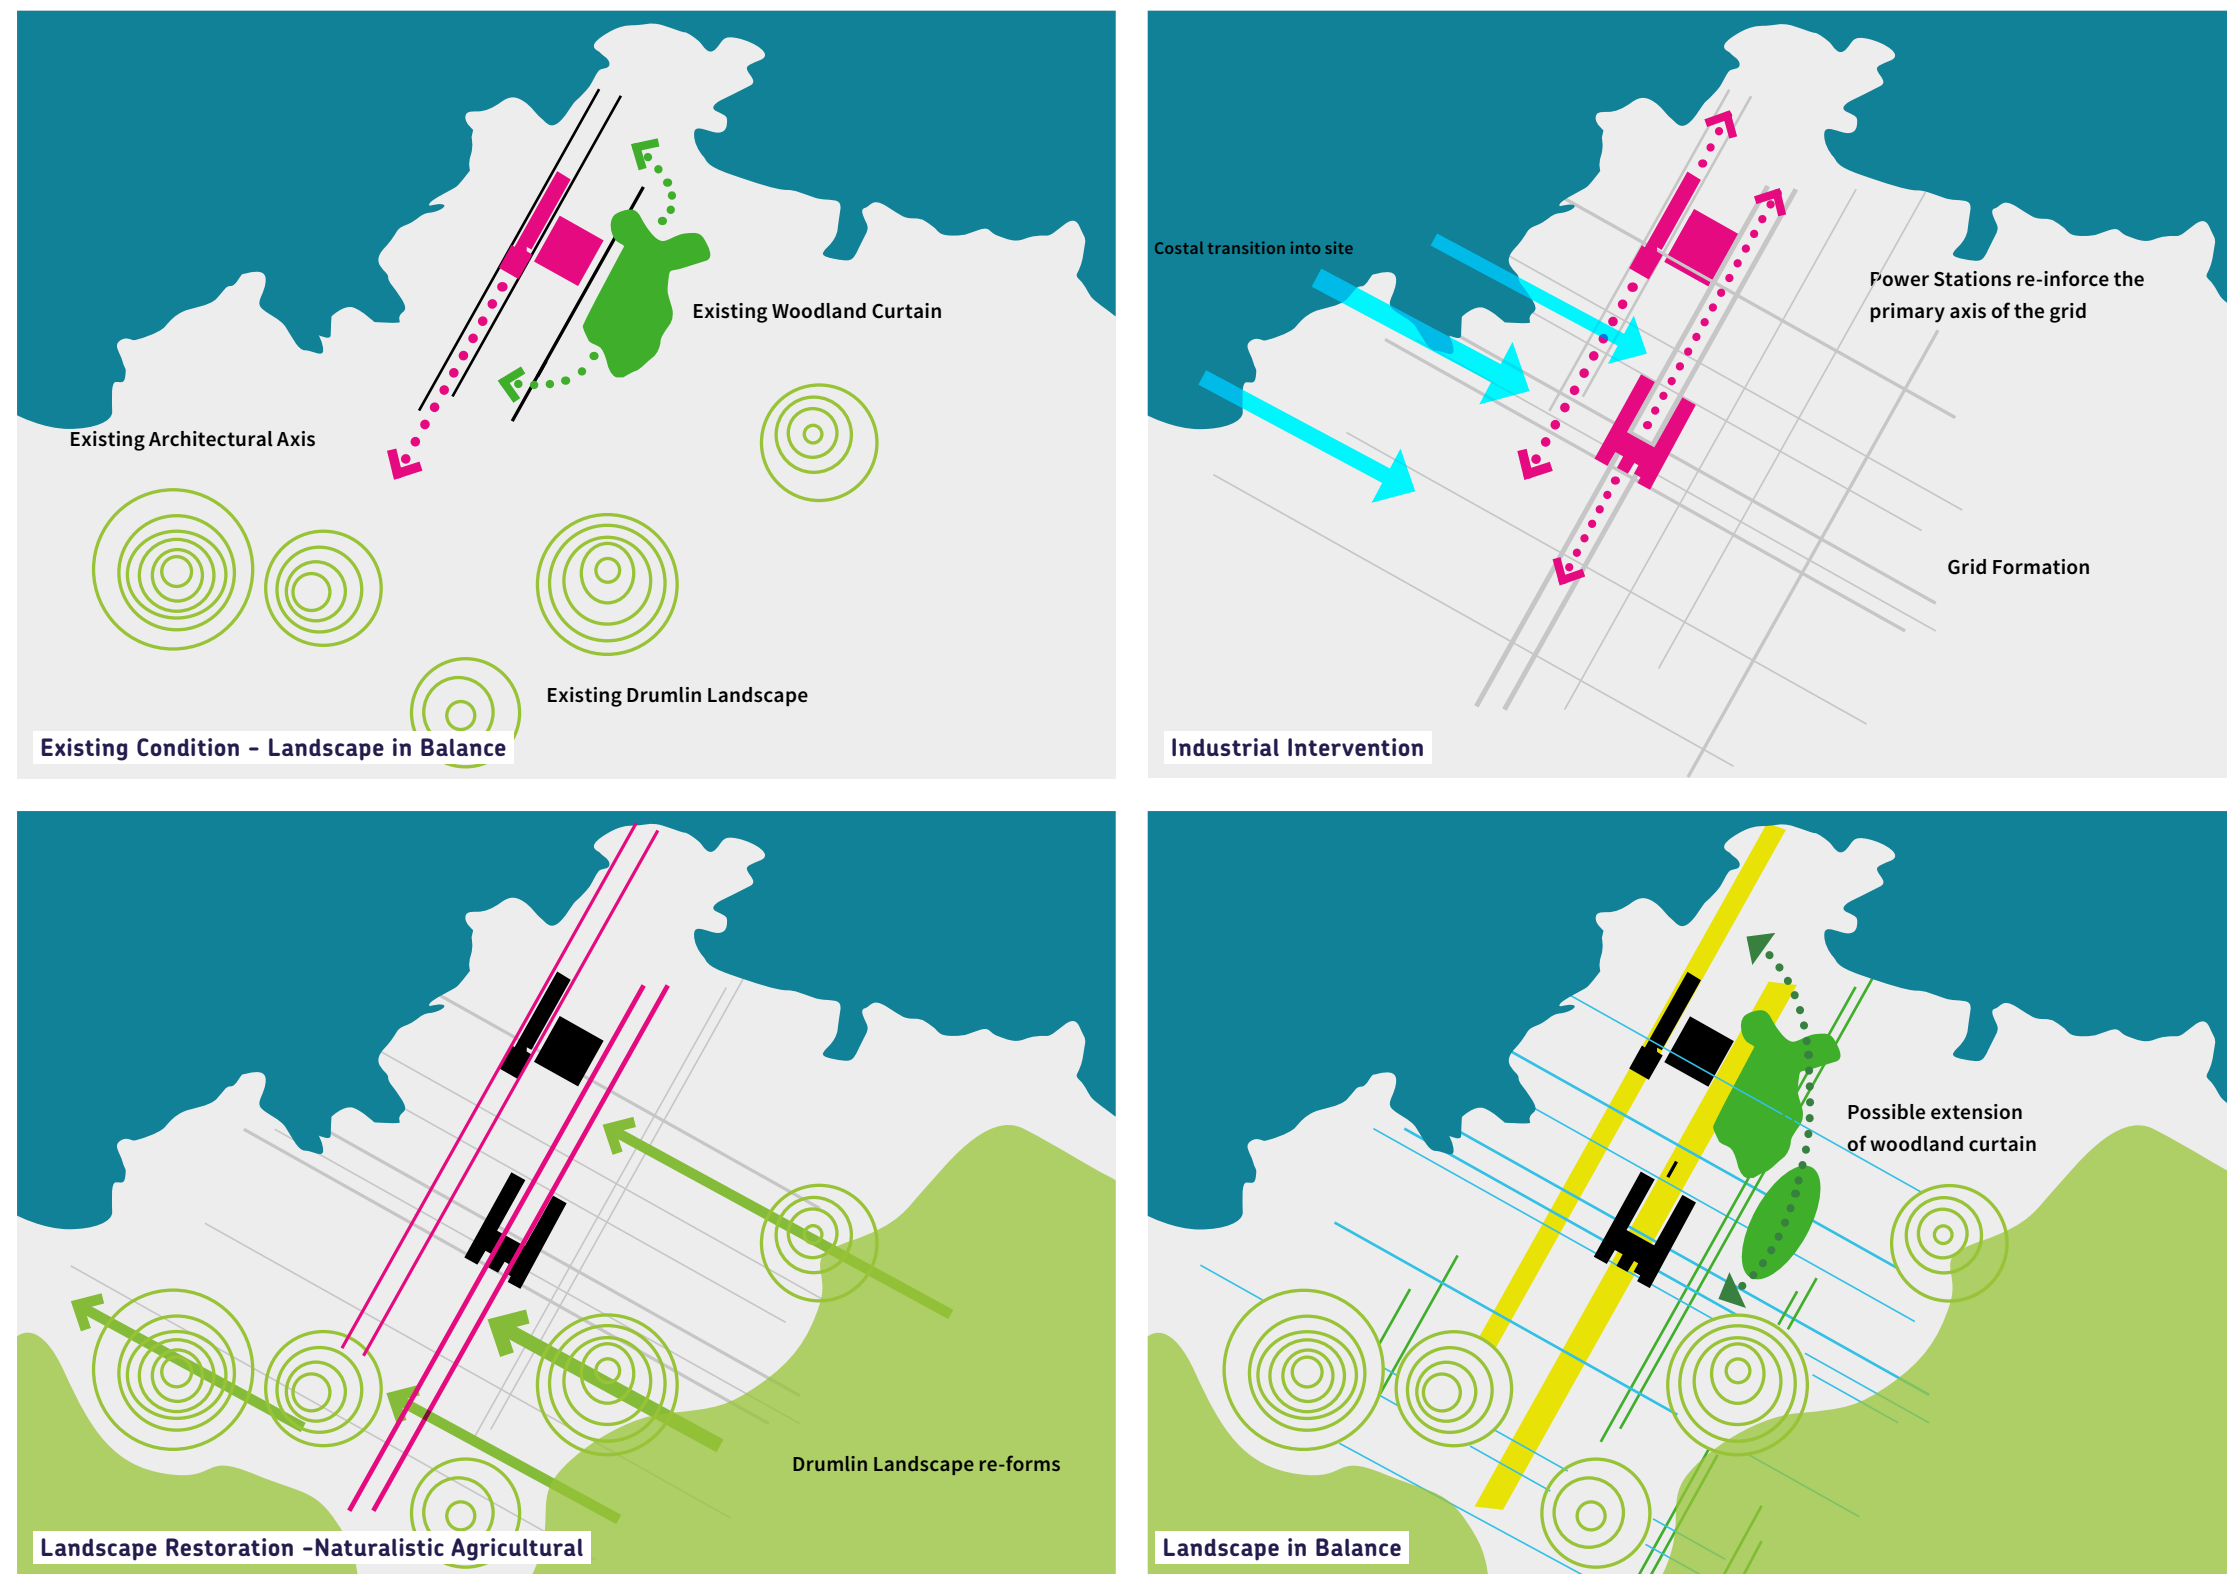 Existing Woodland Curtain
Existing Architectural Axis
Existing Drumlin Landscape
Existing Condition - Landscape in Balance
Costal transition into site
Power Stations re-inforce the
primary axis of the grid
Grid Formation
Industrial Intervention
Drumlin Landscape re-forms
Landscape Restoration -Naturalistic Agricultural
Possible extension
of woodland curtain
Landscape in Balance